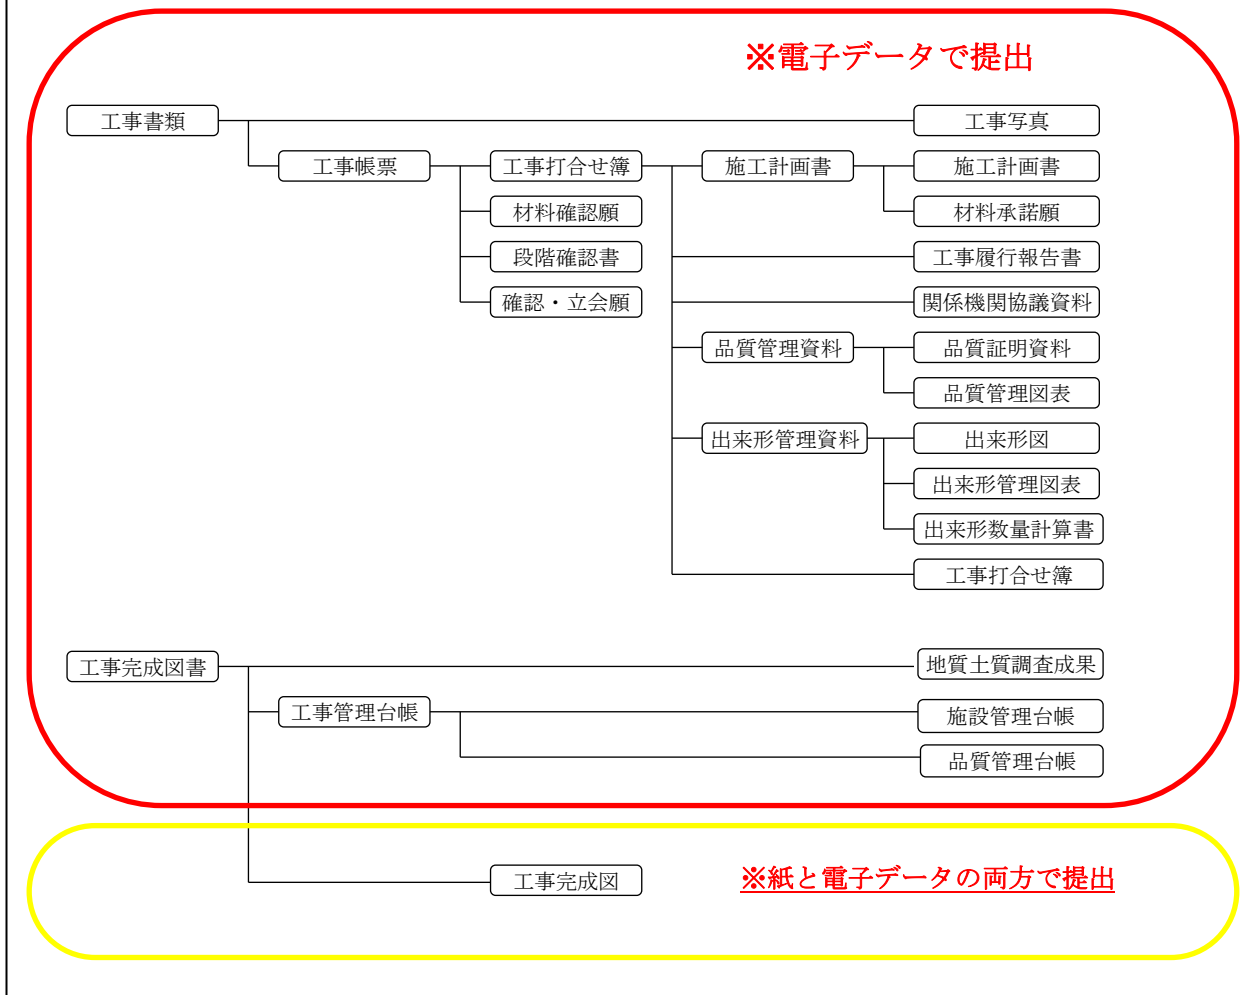 ※電子データで提出
工事書類
工事写真
工事帳票
工事打合せ簿
施工計画書
施工計画書
材料確認願
材料承諾願
段階確認書
工事履行報告書
確認・立会願
関係機関協議資料
品質管理資料
品質証明資料
品質管理図表
出来形管理資料
出来形図
出来形管理図表
出来形数量計算書
工事打合せ簿
工事完成図書
地質土質調査成果
工事管理台帳
施設管理台帳
品質管理台帳
工事完成図
※紙と電子データの両方で提出